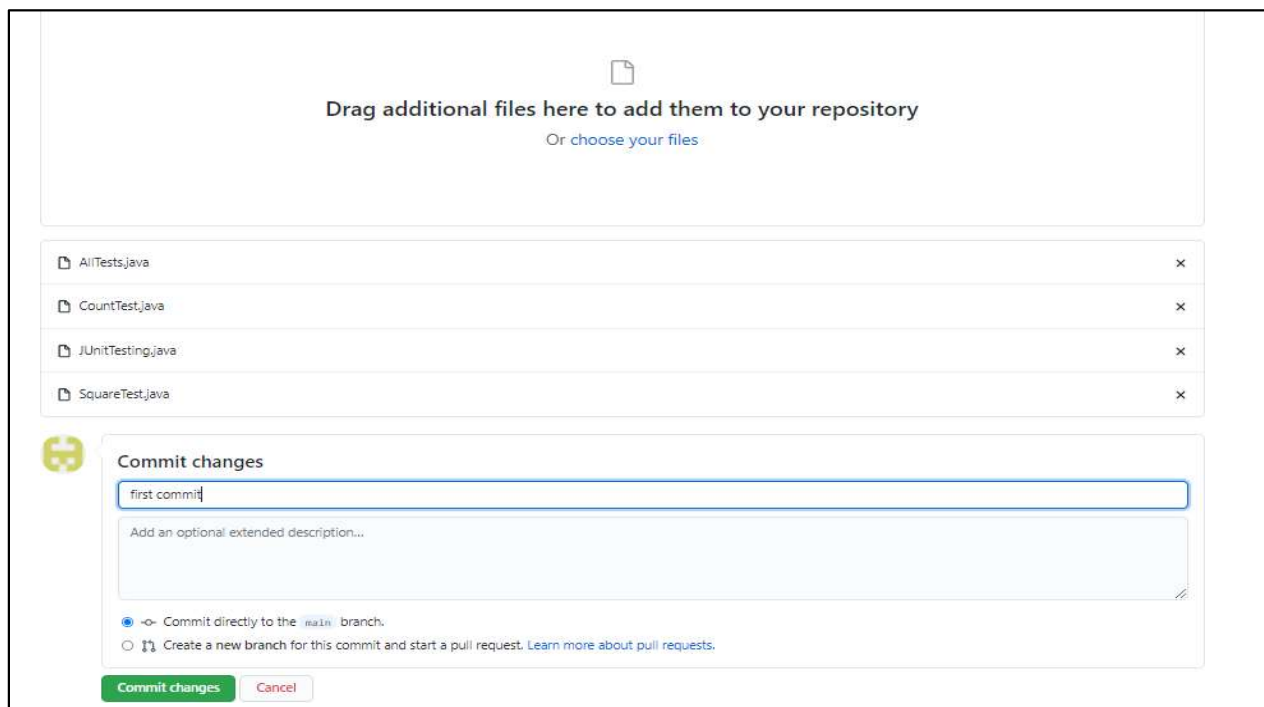 Drag additional files here to add them to your repository
Or choose your files
AllTests.java
CountTest.java
JUnitTesting.java
SquareTest.java
Commit changes
first commit
Add an optional extended description...
Commit directly to the main branch.
Create a new branch for this commit and start a pull request. Learn more about pull requests.
Commit changes Cancel